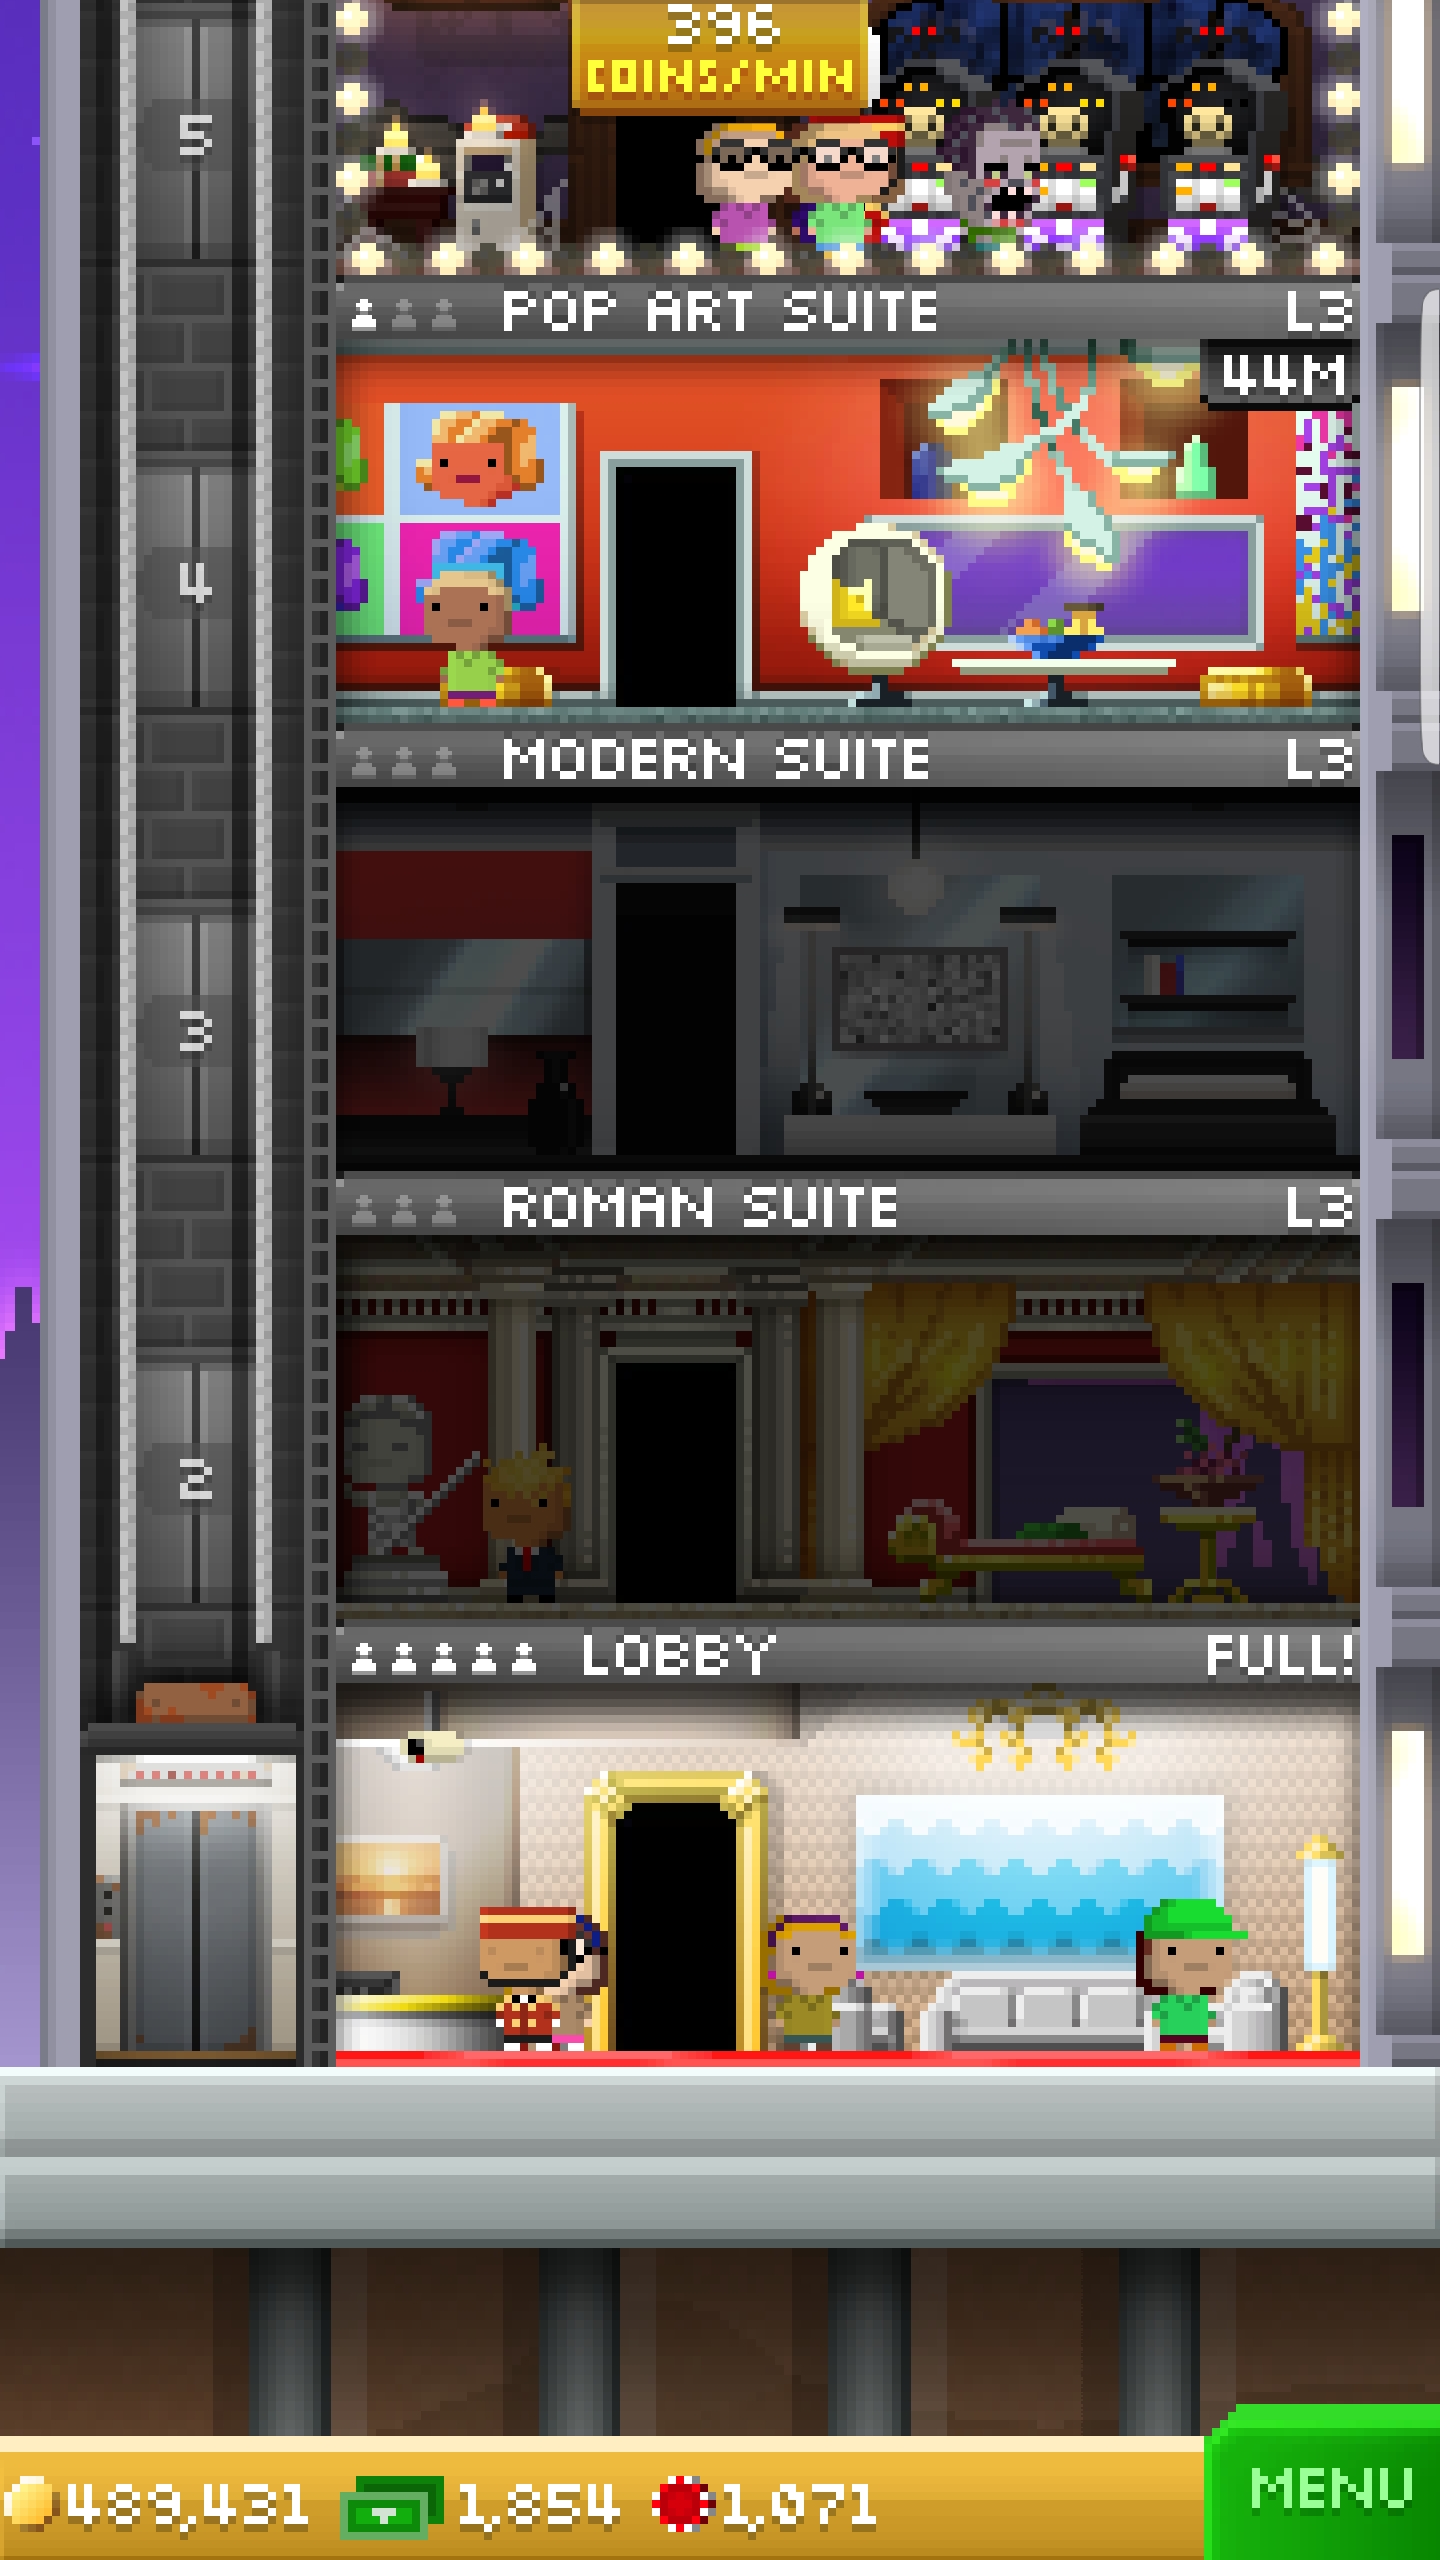 396
COINS/MIN
5
POP ART SUITE L3
44M
4
MODERN SUITE L3
3
ROMAN SUITE L3
2
LOBBY FULL!
489,431 1,854 1,071 MENU